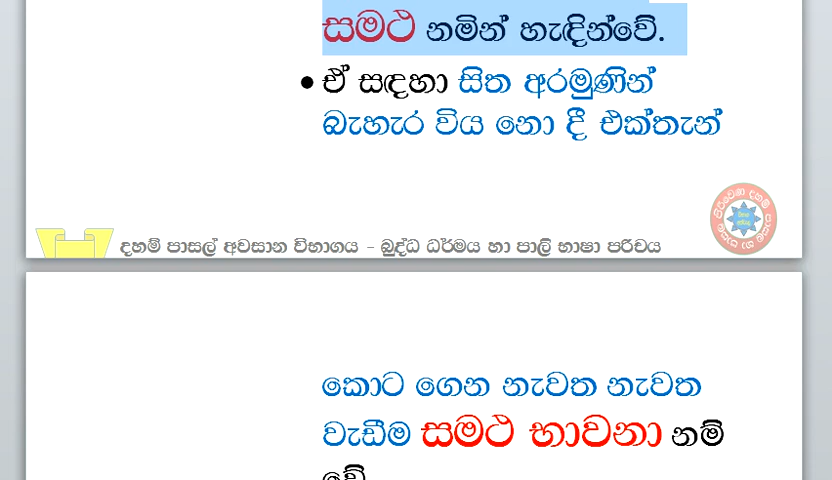 සමථ නමින් හැඳින්වේ.
• ඒ සඳහා සිත අරමුණින්
බැහැර විය නො දී එක්තැන්
දහම් පාසල් අවසාන විභාගය - බුද්ධ ධර්මය හා පාලි භාෂා පරිචය
කොට ගෙන නැවත නැවත
වැඩීම සමථ භාවනා නම්
වේ